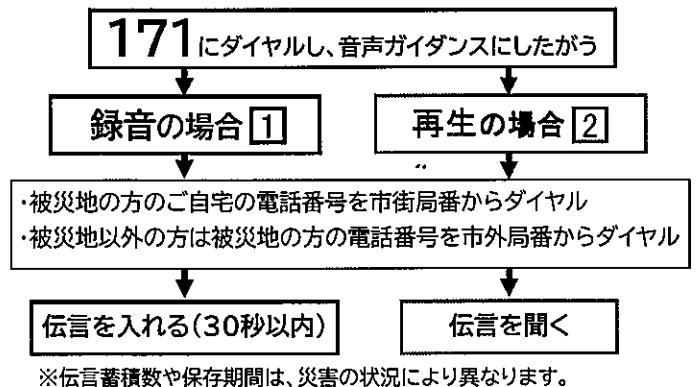 171にダイヤルし、音声ガイダンスにしたがう
録音の場合 1
再生の場合 2
・被災地の方のご自宅の電話番号を市街局番からダイヤル
・被災地以外の方は被災地の方の電話番号を市外局番からダイヤル
伝言を入れる(30秒以内)
伝言を聞く
※伝言蓄積数や保存期間は、災害の状況により異なります。